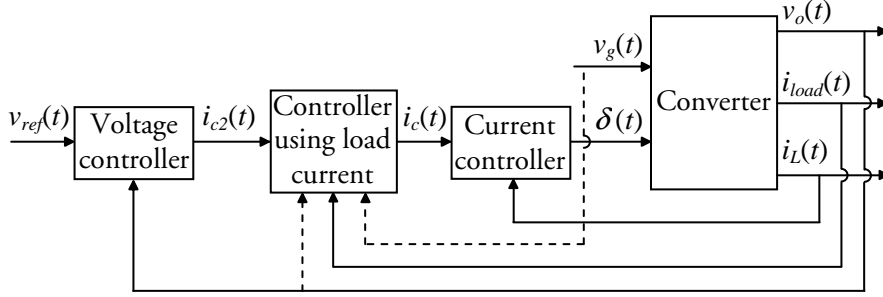 v_o(t)
v_g(t)
i_load(t)
Converter
Controller
using load
current
v_ref(t)
Voltage
controller
i_c2(t)
i_c(t)
Current
controller
δ(t)
i_L(t)